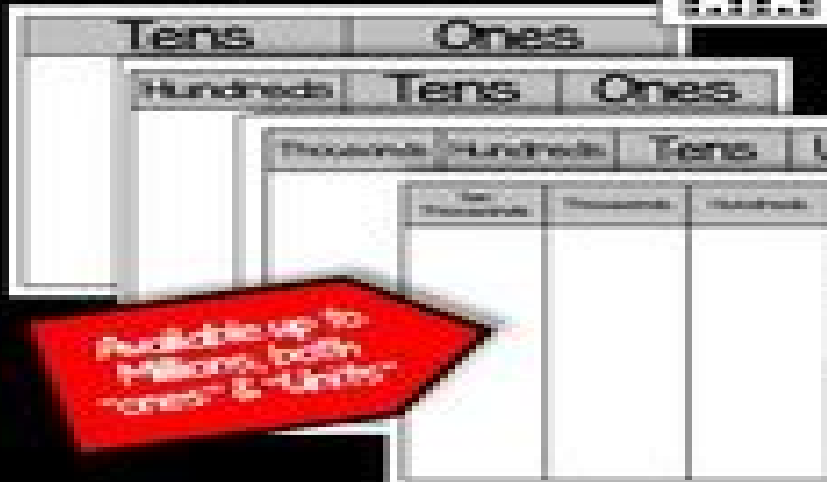 Tens Ones
Hundreds Tens Ones
Thousands Hundreds Tens U
Ten
Thousands Thousands Hundreds
Available up to
Millions, both
"ones" & "Units"